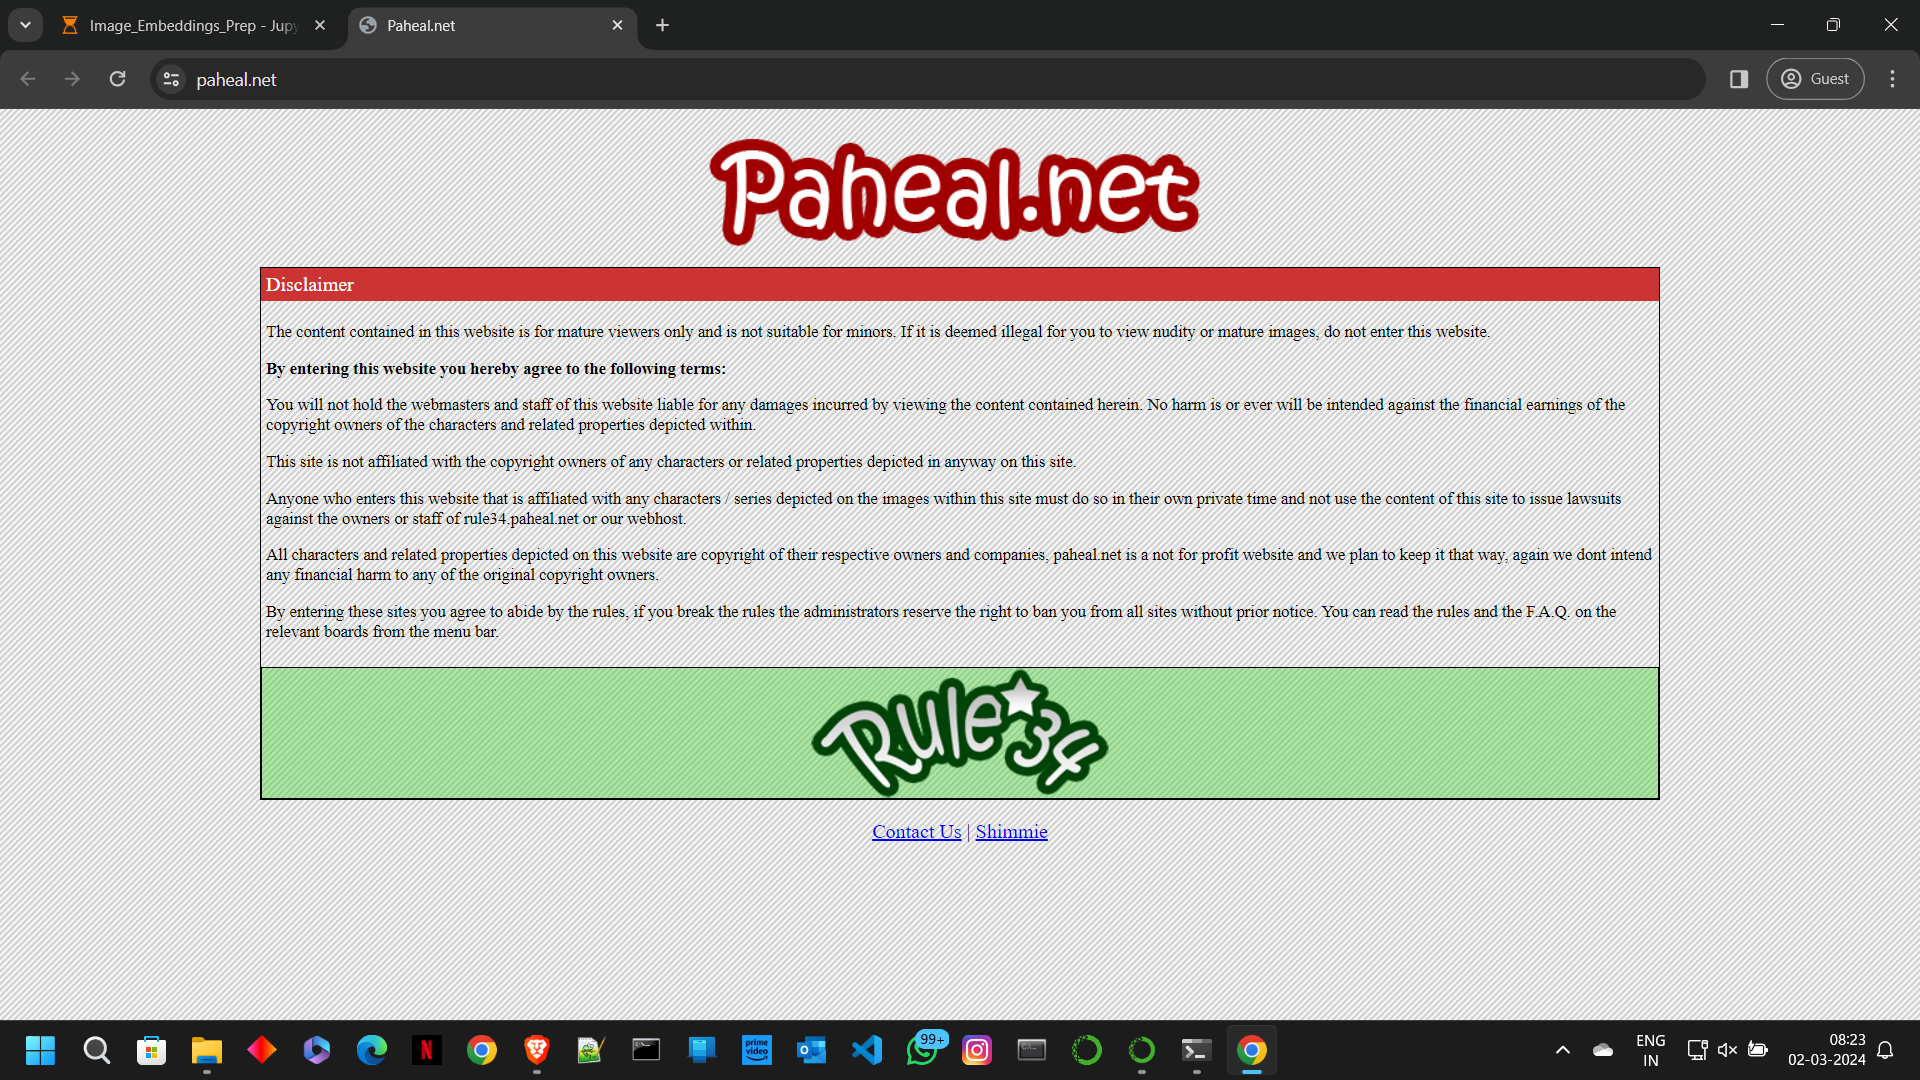 Image_Embeddings_Prep - Jupy
Paheal.net
paheal.net
Guest
Paheal.net
Disclaimer
The content contained in this website is for mature viewers only and is not suitable for minors. If it is deemed illegal for you to view nudity or mature images, do not enter this website.
By entering this website you hereby agree to the following terms:
You will not hold the webmasters and staff of this website liable for any damages incurred by viewing the content contained herein. No harm is or ever will be intended against the financial earnings of the
copyright owners of the characters and related properties depicted within.
This site is not affiliated with the copyright owners of any characters or related properties depicted in anyway on this site.
Anyone who enters this website that is affiliated with any characters / series depicted on the images within this site must do so in their own private time and not use the content of this site to issue lawsuits
against the owners or staff of rule34.paheal.net or our webhost.
All characters and related properties depicted on this website are copyright of their respective owners and companies, paheal.net is a not for profit website and we plan to keep it that way, again we dont intend
any financial harm to any of the original copyright owners.
By entering these sites you agree to abide by the rules, if you break the rules the administrators reserve the right to ban you from all sites without prior notice. You can read the rules and the F.A.Q. on the
relevant boards from the menu bar.
Rule34
Contact Us | Shimmie
N
prime
video
99+
ENG
IN
08:23
02-03-2024